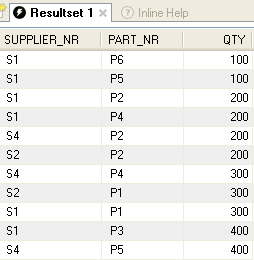 Resultset 1 Inline Help
SUPPLIER_NR PART_NR QTY
S1 P6 100
S1 P5 100
S1 P2 200
S1 P4 200
S4 P2 200
S2 P2 200
S4 P4 300
S2 P1 300
S1 P1 300
S1 P3 400
S4 P5 400